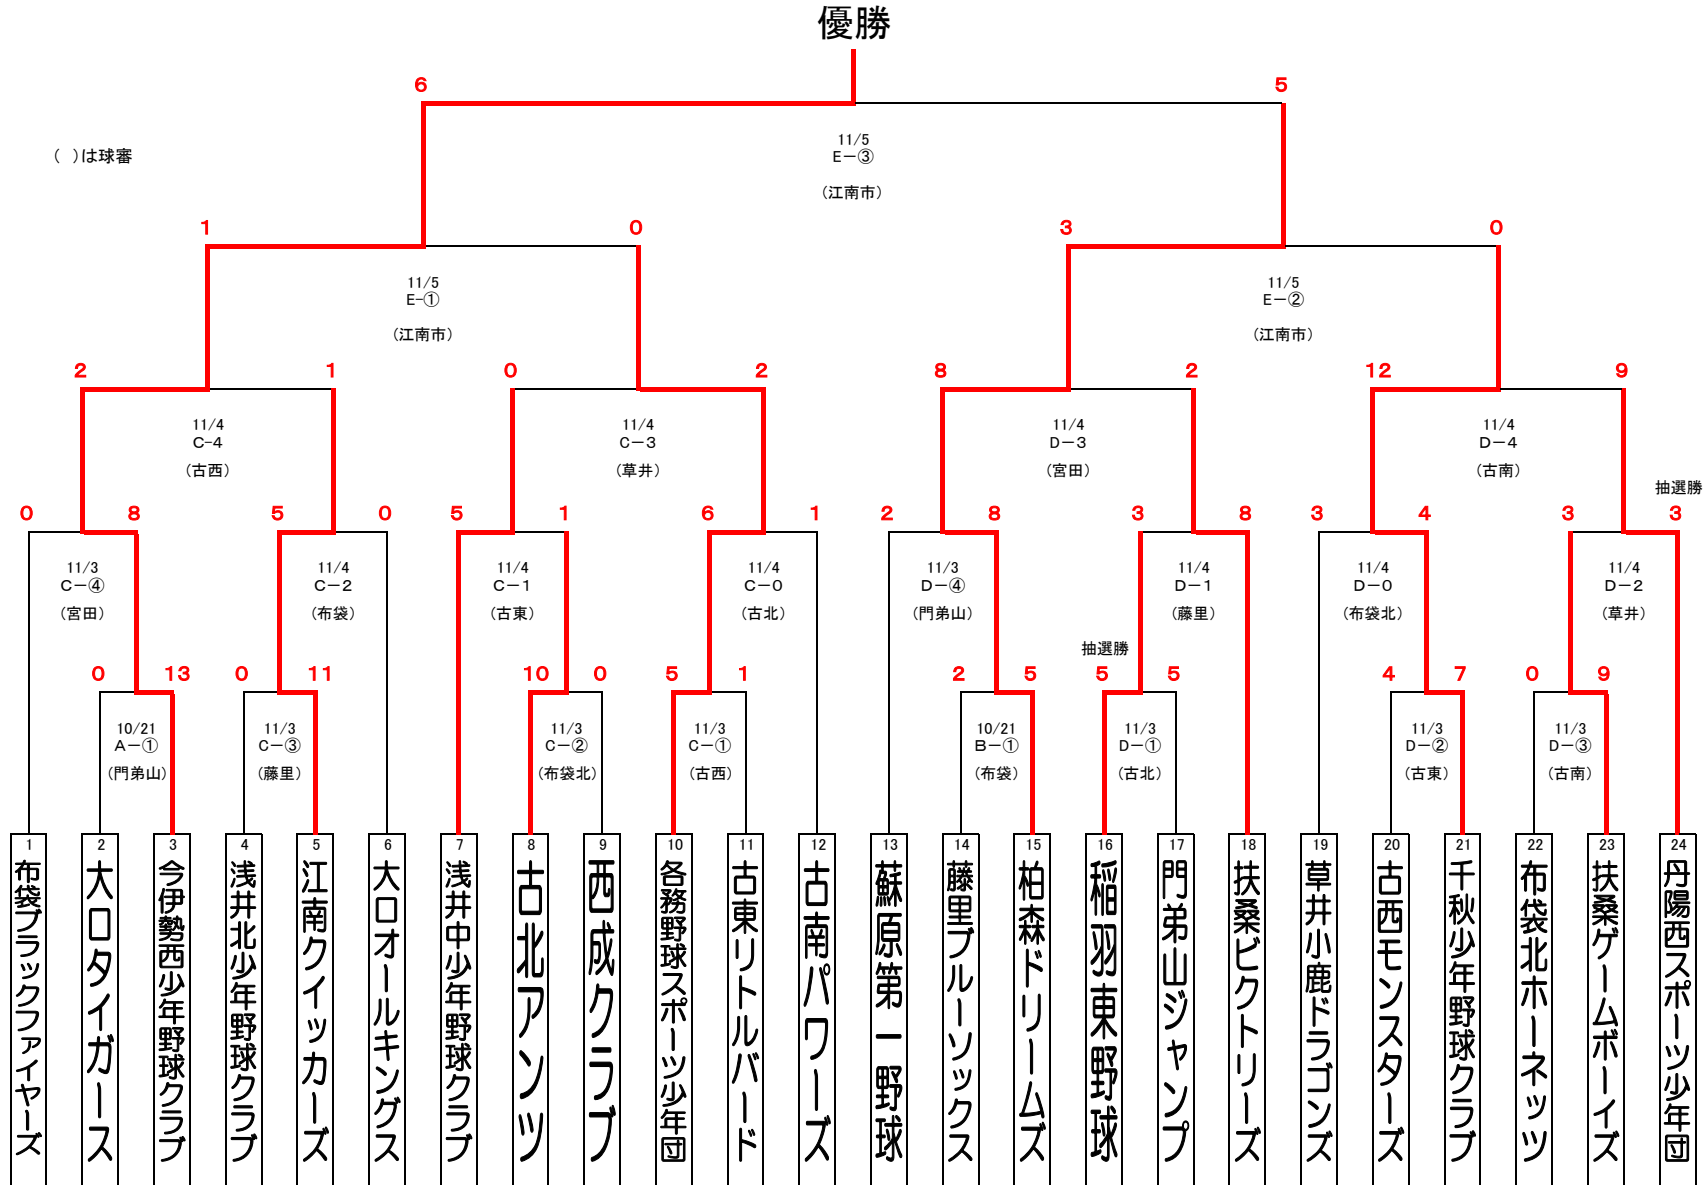 優勝
6 5
11/5
E－③
( )は球審
(江南市)
1 0 3 0
11/5 11/5
E-① E－②
(江南市) (江南市)
2 1 0 2 8 2 12 9
11/4 11/4 11/4 11/4
C-4 C－3 D－3 D－4
(古西) (草井) (宮田) (古南)
抽選勝
0 8 5 0 5 1 6 1 2 8 3 8 3 4 3 3
11/3 11/4 11/4 11/4 11/3 11/4 11/4 11/4
C－④ C－2 C－1 C－0 D－④ D－1 D－0 D－2
(宮田) (布袋) (古東) (古北) (門弟山) (藤里) (布袋北) (草井)
抽選勝
0 13 0 11 10 0 5 1 2 5 5 5 4 7 0 9
10/21 11/3 11/3 11/3 10/21 11/3 11/3 11/3
A－① C－③ C－② C－① B－① D－① D－② D－③
(門弟山) (藤里) (布袋北) (古西) (布袋) (古北) (古東) (古南)
1 2 3 4 5 6 7 8 9 10 11 12 13 14 15 16 17 18 19 20 21 22 23 24
布袋ブラックファイヤーズ
大口タイガース
今伊勢西少年野球クラブ
浅井北少年野球クラブ
江南クイッカーズ
大口オールキングス
浅井中少年野球クラブ
古北アンツ
西成クラブ
各務野球スポーツ少年団
古東リトルバード
古南パワーズ
蘇原第一野球
藤里ブルーソックス
柏森ドリームズ
稲羽東野球
門弟山ジャンプ
扶桑ビクトリーズ
草井小鹿ドラゴンズ
古西モンスターズ
千秋少年野球クラブ
布袋北ホーネッツ
扶桑ゲームボーイズ
丹陽西スポーツ少年団